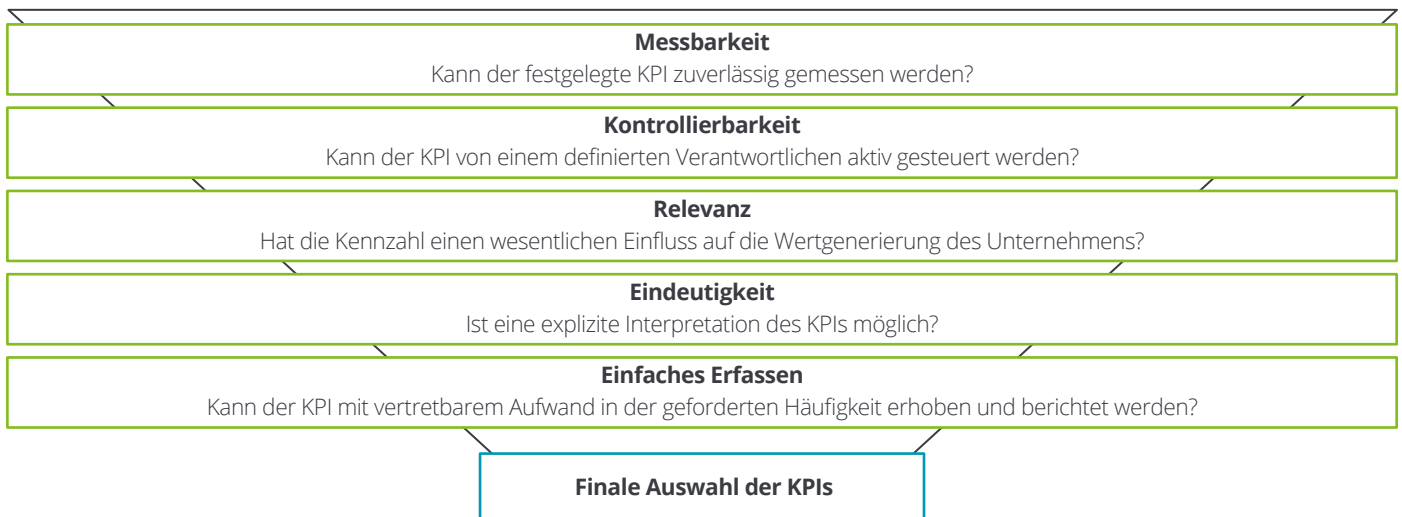 Messbarkeit
Kann der festgelegte KPI zuverlässig gemessen werden?
Kontrollierbarkeit
Kann der KPI von einem definierten Verantwortlichen aktiv gesteuert werden?
Relevanz
Hat die Kennzahl einen wesentlichen Einfluss auf die Wertgenerierung des Unternehmens?
Eindeutigkeit
Ist eine explizite Interpretation des KPIs möglich?
Einfaches Erfassen
Kann der KPI mit vertretbarem Aufwand in der geforderten Häufigkeit erhoben und berichtet werden?
Finale Auswahl der KPIs